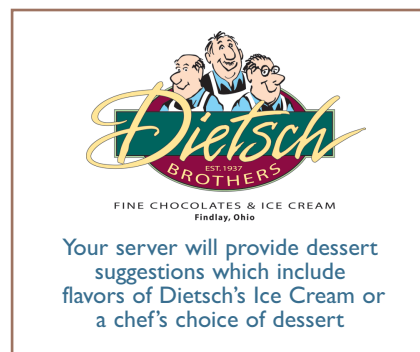 Dietsch
EST. 1937
BROTHERS
FINE CHOCOLATES & ICE CREAM
Findlay, Ohio
Your server will provide dessert
suggestions which include
flavors of Dietsch's Ice Cream or
a chef's choice of dessert